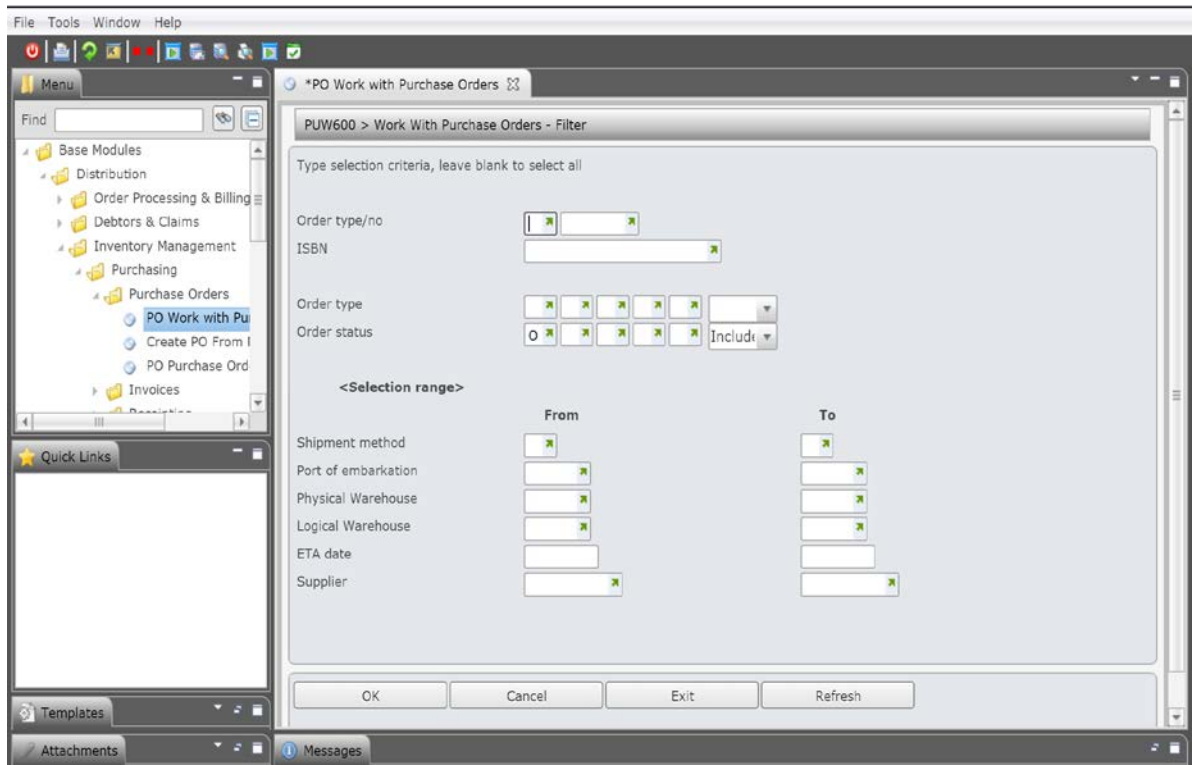 File Tools Window Help
Menu
Find
Base Modules
Distribution
Order Processing & Billing
Debtors & Claims
Inventory Management
Purchasing
Purchase Orders
PO Work with Pu
Create PO From
PO Purchase Ord
Invoices
Quick Links
Templates
Attachments
*PO Work with Purchase Orders
PUW600 > Work With Purchase Orders - Filter
Type selection criteria, leave blank to select all
Order type/no
ISBN
Order type
Order status O Include
<Selection range>
From To
Shipment method
Port of embarkation
Physical Warehouse
Logical Warehouse
ETA date
Supplier
OK Cancel Exit Refresh
Messages